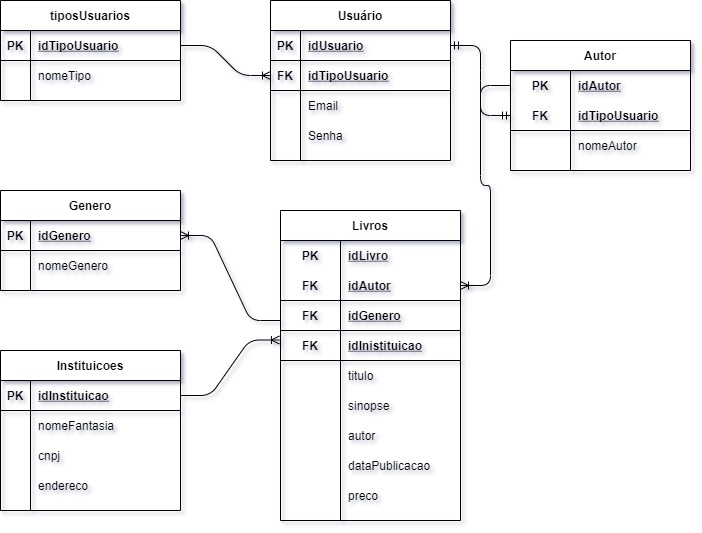 tiposUsuarios
PK idTipoUsuario
nomeTipo
Usuário
PK idUsuario
FK idTipoUsuario
Email
Senha
Autor
PK idAutor
FK idTipoUsuario
nomeAutor
Genero
PK idGenero
nomeGenero
Livros
PK idLivro
FK idAutor
FK idGenero
FK idInistituicao
titulo
sinopse
autor
dataPublicacao
preco
Instituicoes
PK idInstituicao
nomeFantasia
cnpj
endereco